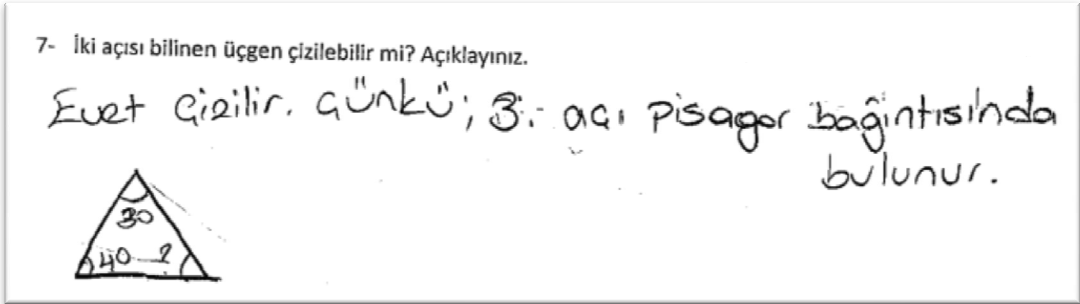 7- İki açısı bilinen üçgen çizilebilir mi? Açıklayınız.
Evet Çizilir. Çünkü; 3. açı pisagor bağıntısında
bulunur.
30
40 ?